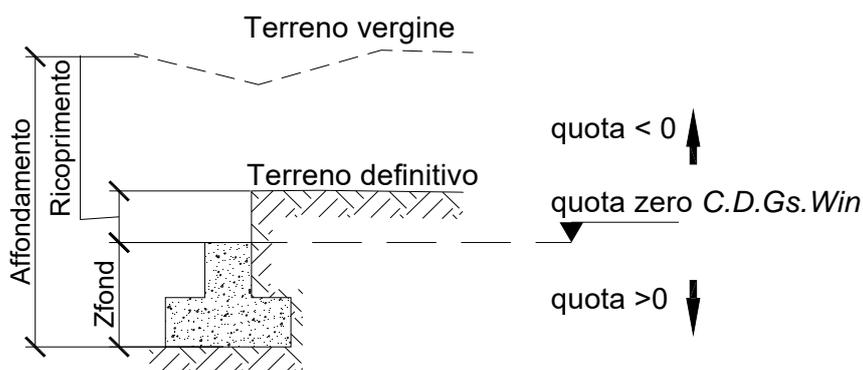 Terreno vergine
Affondamento
Ricoprimento
quota < 0
Terreno definitivo
quota zero C.D.Gs.Win
Zfond
quota >0